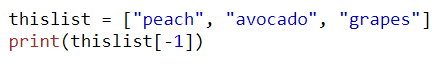 thislist = ["peach", "avocado", "grapes"]
print(thislist[-1])